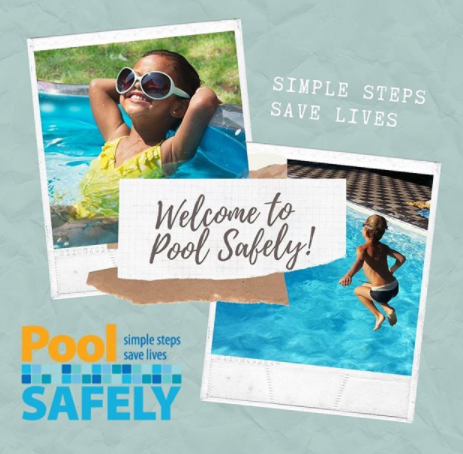 SIMPLE STEPS
SAVE LIVES
Welcome to
Pool Safely!
Pool simple steps
save lives
SAFELY